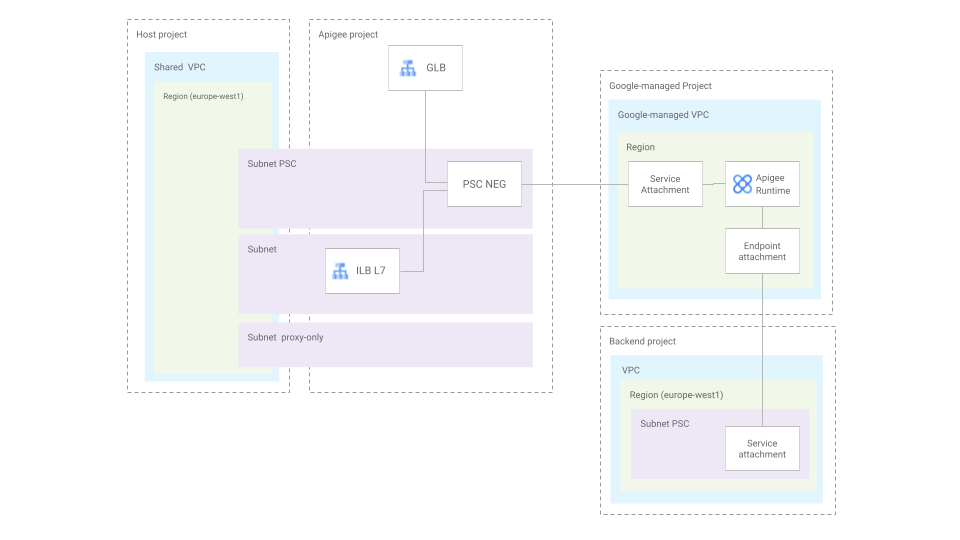 Host project
Shared VPC
Region (europe-west1)
Apigee project
GLB
Subnet PSC
PSC NEG
Subnet
ILB L7
Subnet proxy-only
Google-managed Project
Google-managed VPC
Region
Service
Attachment
Apigee
Runtime
Endpoint
attachment
Backend project
VPC
Region (europe-west1)
Subnet PSC
Service
attachment